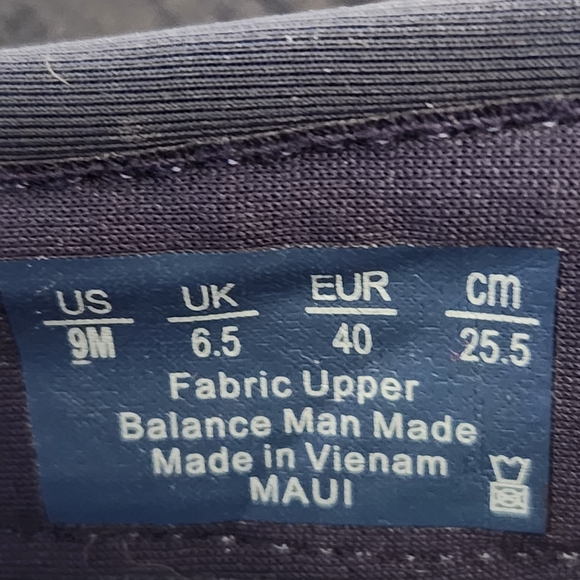 US UK EUR cm
9M 6.5 40 25.5
Fabric Upper
Balance Man Made
Made in Vienam
MAUI